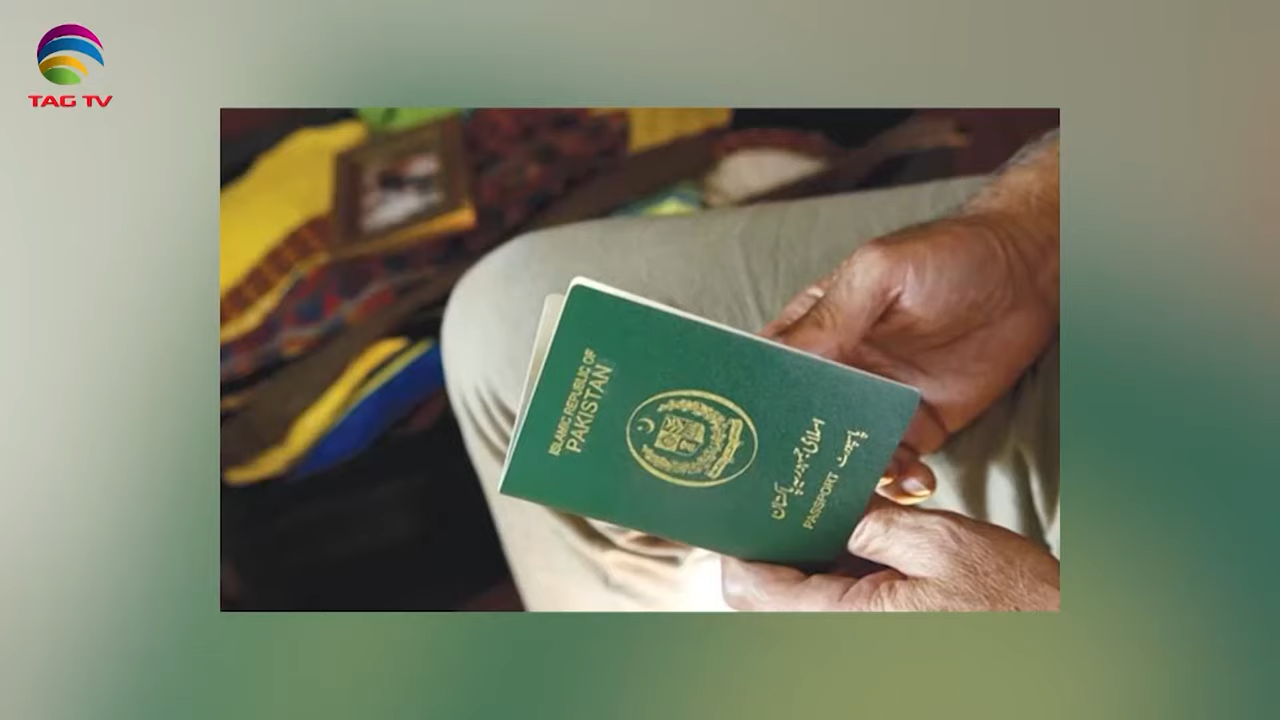 TAG TV
ISLAMIC REPUBLIC OF
PAKISTAN
اسلامی جمہوریہ پاکستان
پاسپورٹ
PASSPORT